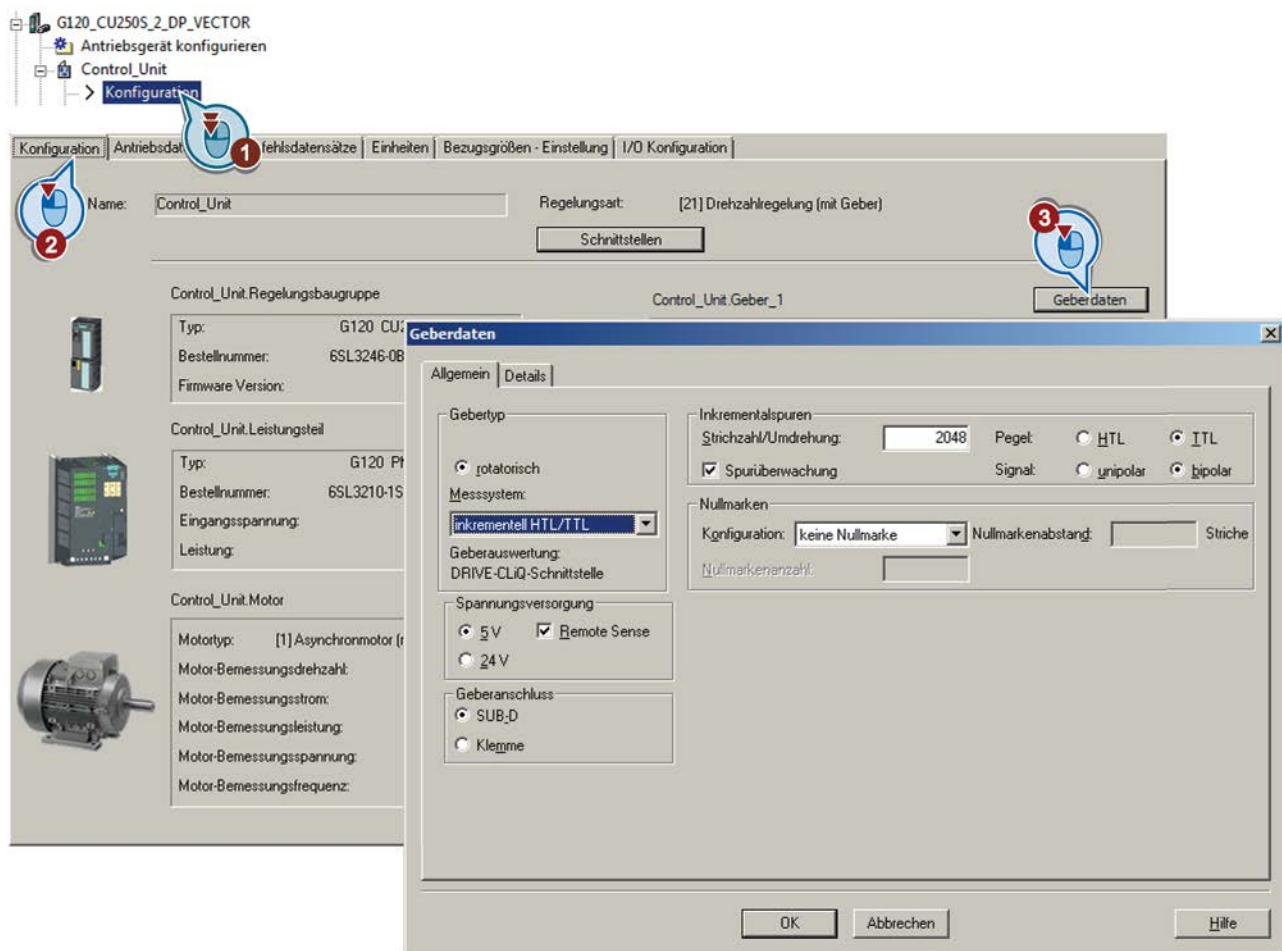 G120_CU250S_2_DP_VECTOR
Antriebsgerät konfigurieren
Control_Unit
Konfiguration
1
Konfiguration
Einheiten
Bezugsgrößen - Einstellung
I/O Konfiguration
2
Name: Control_Unit
Regelungsart: [21] Drehzahlregelung (mit Geber)
3
Schnittstellen
Control_Unit.Regelungsbaugruppe
Control_Unit.Geber_1
Geberdaten
Typ: G120
Bestellnummer: 6SL3246-0B
Firmware Version:
Control_Unit.Leistungsteil
Typ: G120
Bestellnummer: 6SL3210-1S
Eingangsspannung:
Leistung:
Control_Unit.Motor
Motortyp: [1] Asynchronmotor
Motor-Bemessungsdrehzahl:
Motor-Bemessungsstrom:
Motor-Bemessungsleistung:
Motor-Bemessungsspannung:
Motor-Bemessungsfrequenz:
Geberdaten
Allgemein
Details
Gebertyp
rotatorisch
Messsystem:
inkrementell HTL/TTL
Geberauswertung:
DRIVE-CLiQ-Schnittstelle
Spannungsversorgung
5 V Remote Sense
24 V
Geberanschluss
SUB-D
Klemme
Inkrementalspuren
Strichzahl/Umdrehung: 2048 Pegel: HTL TTL
Spurüberwachung Signal: unipolar bipolar
Nullmarken
Konfiguration: keine Nullmarke Nullmarkenabstand: Striche
Nullmarkenanzahl:
OK
Abbrechen
Hilfe